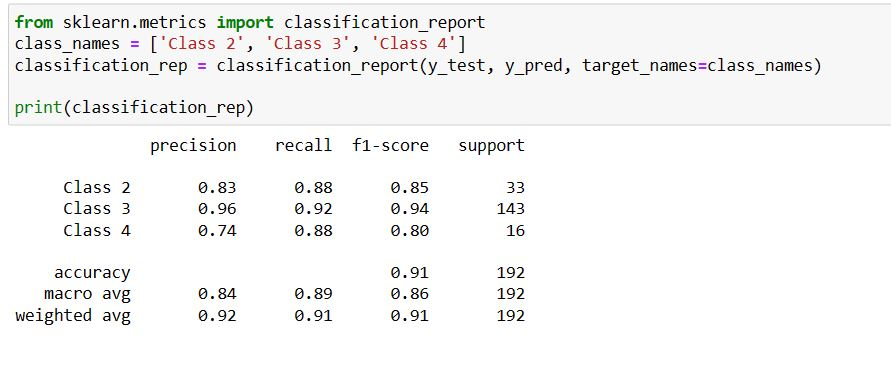 from sklearn.metrics import classification_report
class_names = ['Class 2', 'Class 3', 'Class 4']
classification_rep = classification_report(y_test, y_pred, target_names=class_names)
print(classification_rep)
precision recall f1-score support
Class 2 0.83 0.88 0.85 33
Class 3 0.96 0.92 0.94 143
Class 4 0.74 0.88 0.80 16
accuracy 0.91 192
macro avg 0.84 0.89 0.86 192
weighted avg 0.92 0.91 0.91 192